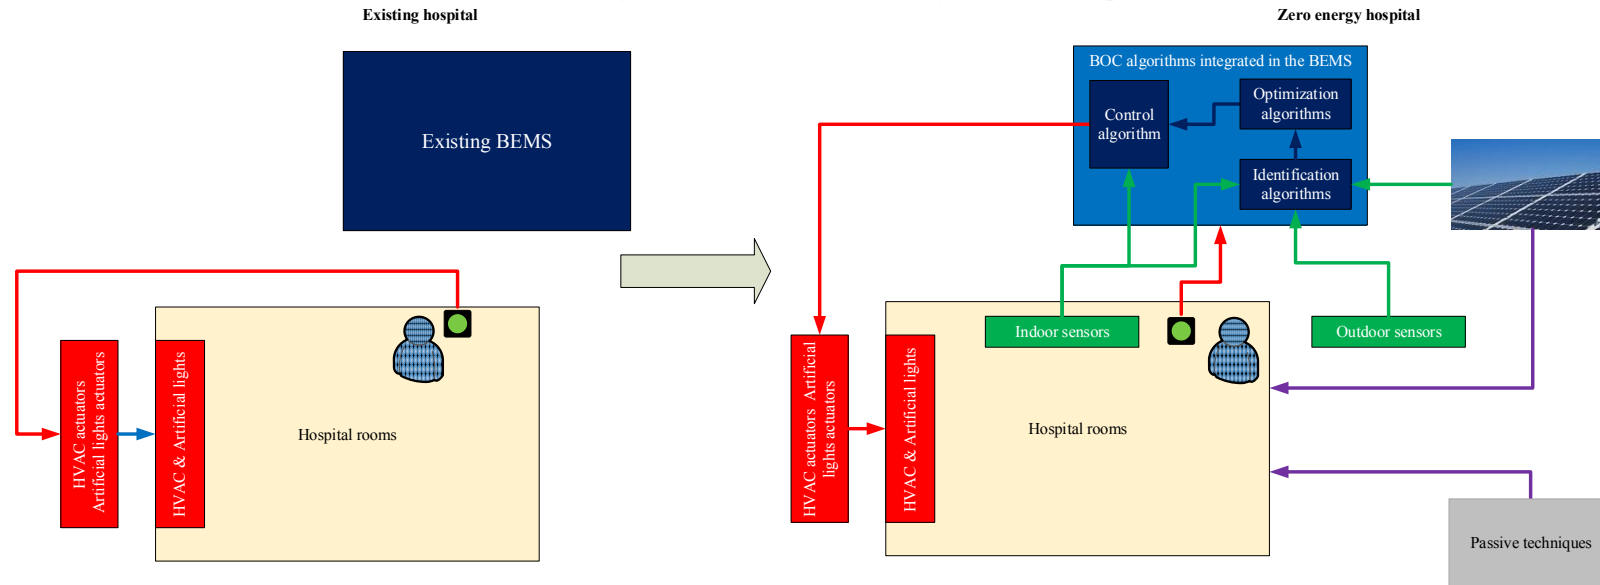 Existing hospital
Existing BEMS
HVAC actuators
Artificial lights actuators
HVAC & Artificial lights
Hospital rooms
Zero energy hospital
BOC algorithms integrated in the BEMS
Control
algorithm
Optimization
algorithms
Identification
algorithms
Indoor sensors
Outdoor sensors
HVAC actuators Artificial
lights actuators
HVAC & Artificial lights
Hospital rooms
Passive techniques